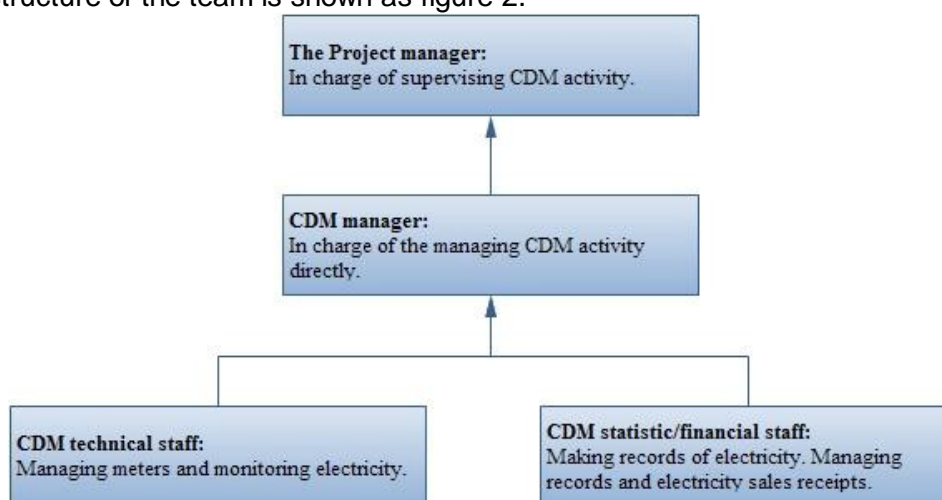 structure of the team is shown as figure 2.
The Project manager:
In charge of supervising CDM activity.
CDM manager:
In charge of the managing CDM activity
directly.
CDM technical staff:
Managing meters and monitoring electricity.
CDM statistic/financial staff:
Making records of electricity. Managing
records and electricity sales receipts.